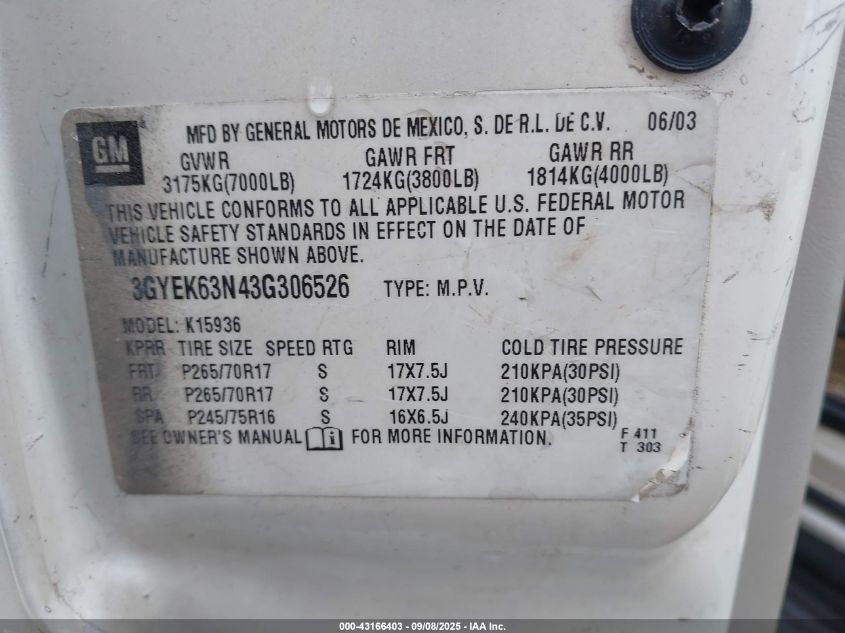 GM
MFD BY GENERAL MOTORS DE MEXICO, S. DE R.L. DE C.V. 06/03
GVWR GAWR FRT GAWR RR
3175KG(7000LB) 1724KG(3800LB) 1814KG(4000LB)
THIS VEHICLE CONFORMS TO ALL APPLICABLE U.S. FEDERAL MOTOR
VEHICLE SAFETY STANDARDS IN EFFECT ON THE DATE OF
MANUFACTURE SHOWN ABOVE.
3GYEK63N43G306526 TYPE: M.P.V.
MODEL: K15936
KPRR TIRE SIZE SPEED RTG RIM COLD TIRE PRESSURE
FRT P265/70R17 S 17X7.5J 210KPA(30PSI)
RR P265/70R17 S 17X7.5J 210KPA(30PSI)
SPA P245/75R16 S 16X6.5J 240KPA(35PSI)
SEE OWNER'S MANUAL FOR MORE INFORMATION.
F 411
T 303
000-43166403 - 09/08/2025 - IAA Inc.